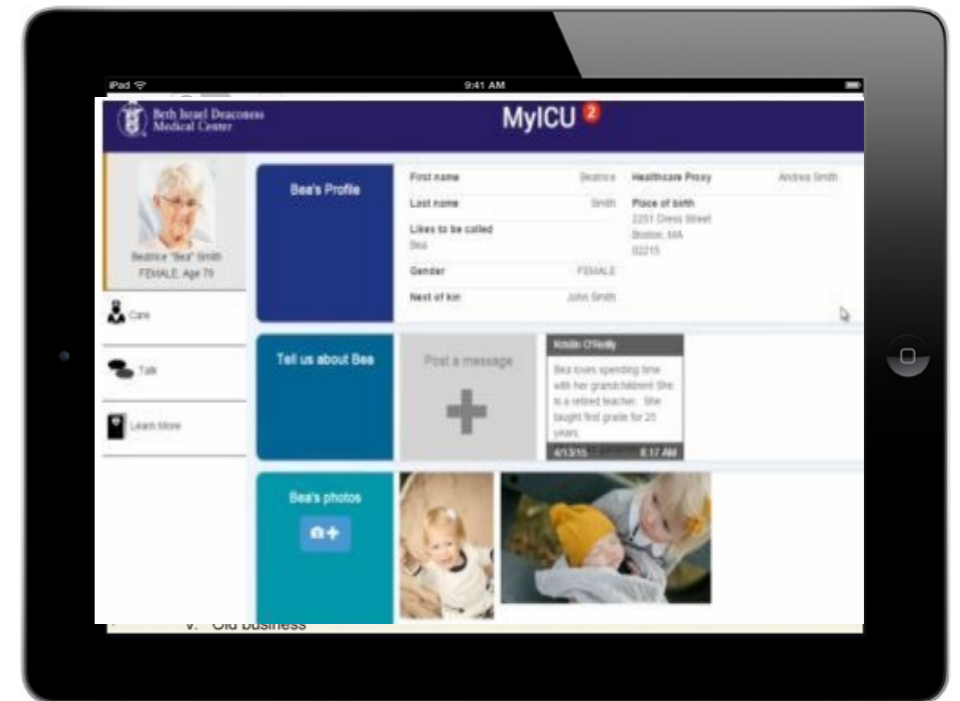 iPad
9:41 AM
Beth Israel Deaconess
Medical Center
MyICU 2
Beatrice "Bea" Smith
FEMALE, Age 70
Care
Talk
Learn More
Bea's Profile
First name Beatrice
Last name Smith
Likes to be called
Bea
Gender FEMALE
Next of kin John Smith
Healthcare Proxy Andrea Smith
Place of birth
2251 Dress Street
Boston, MA
02215
Tell us about Bea
Post a message
Kristin O'Reilly
Bea loves spending time
with her grandchildren! She
is a retired teacher. She
taught first grade for 25
years.
4/13/15 8:17 AM
Bea's photos
V. Old business